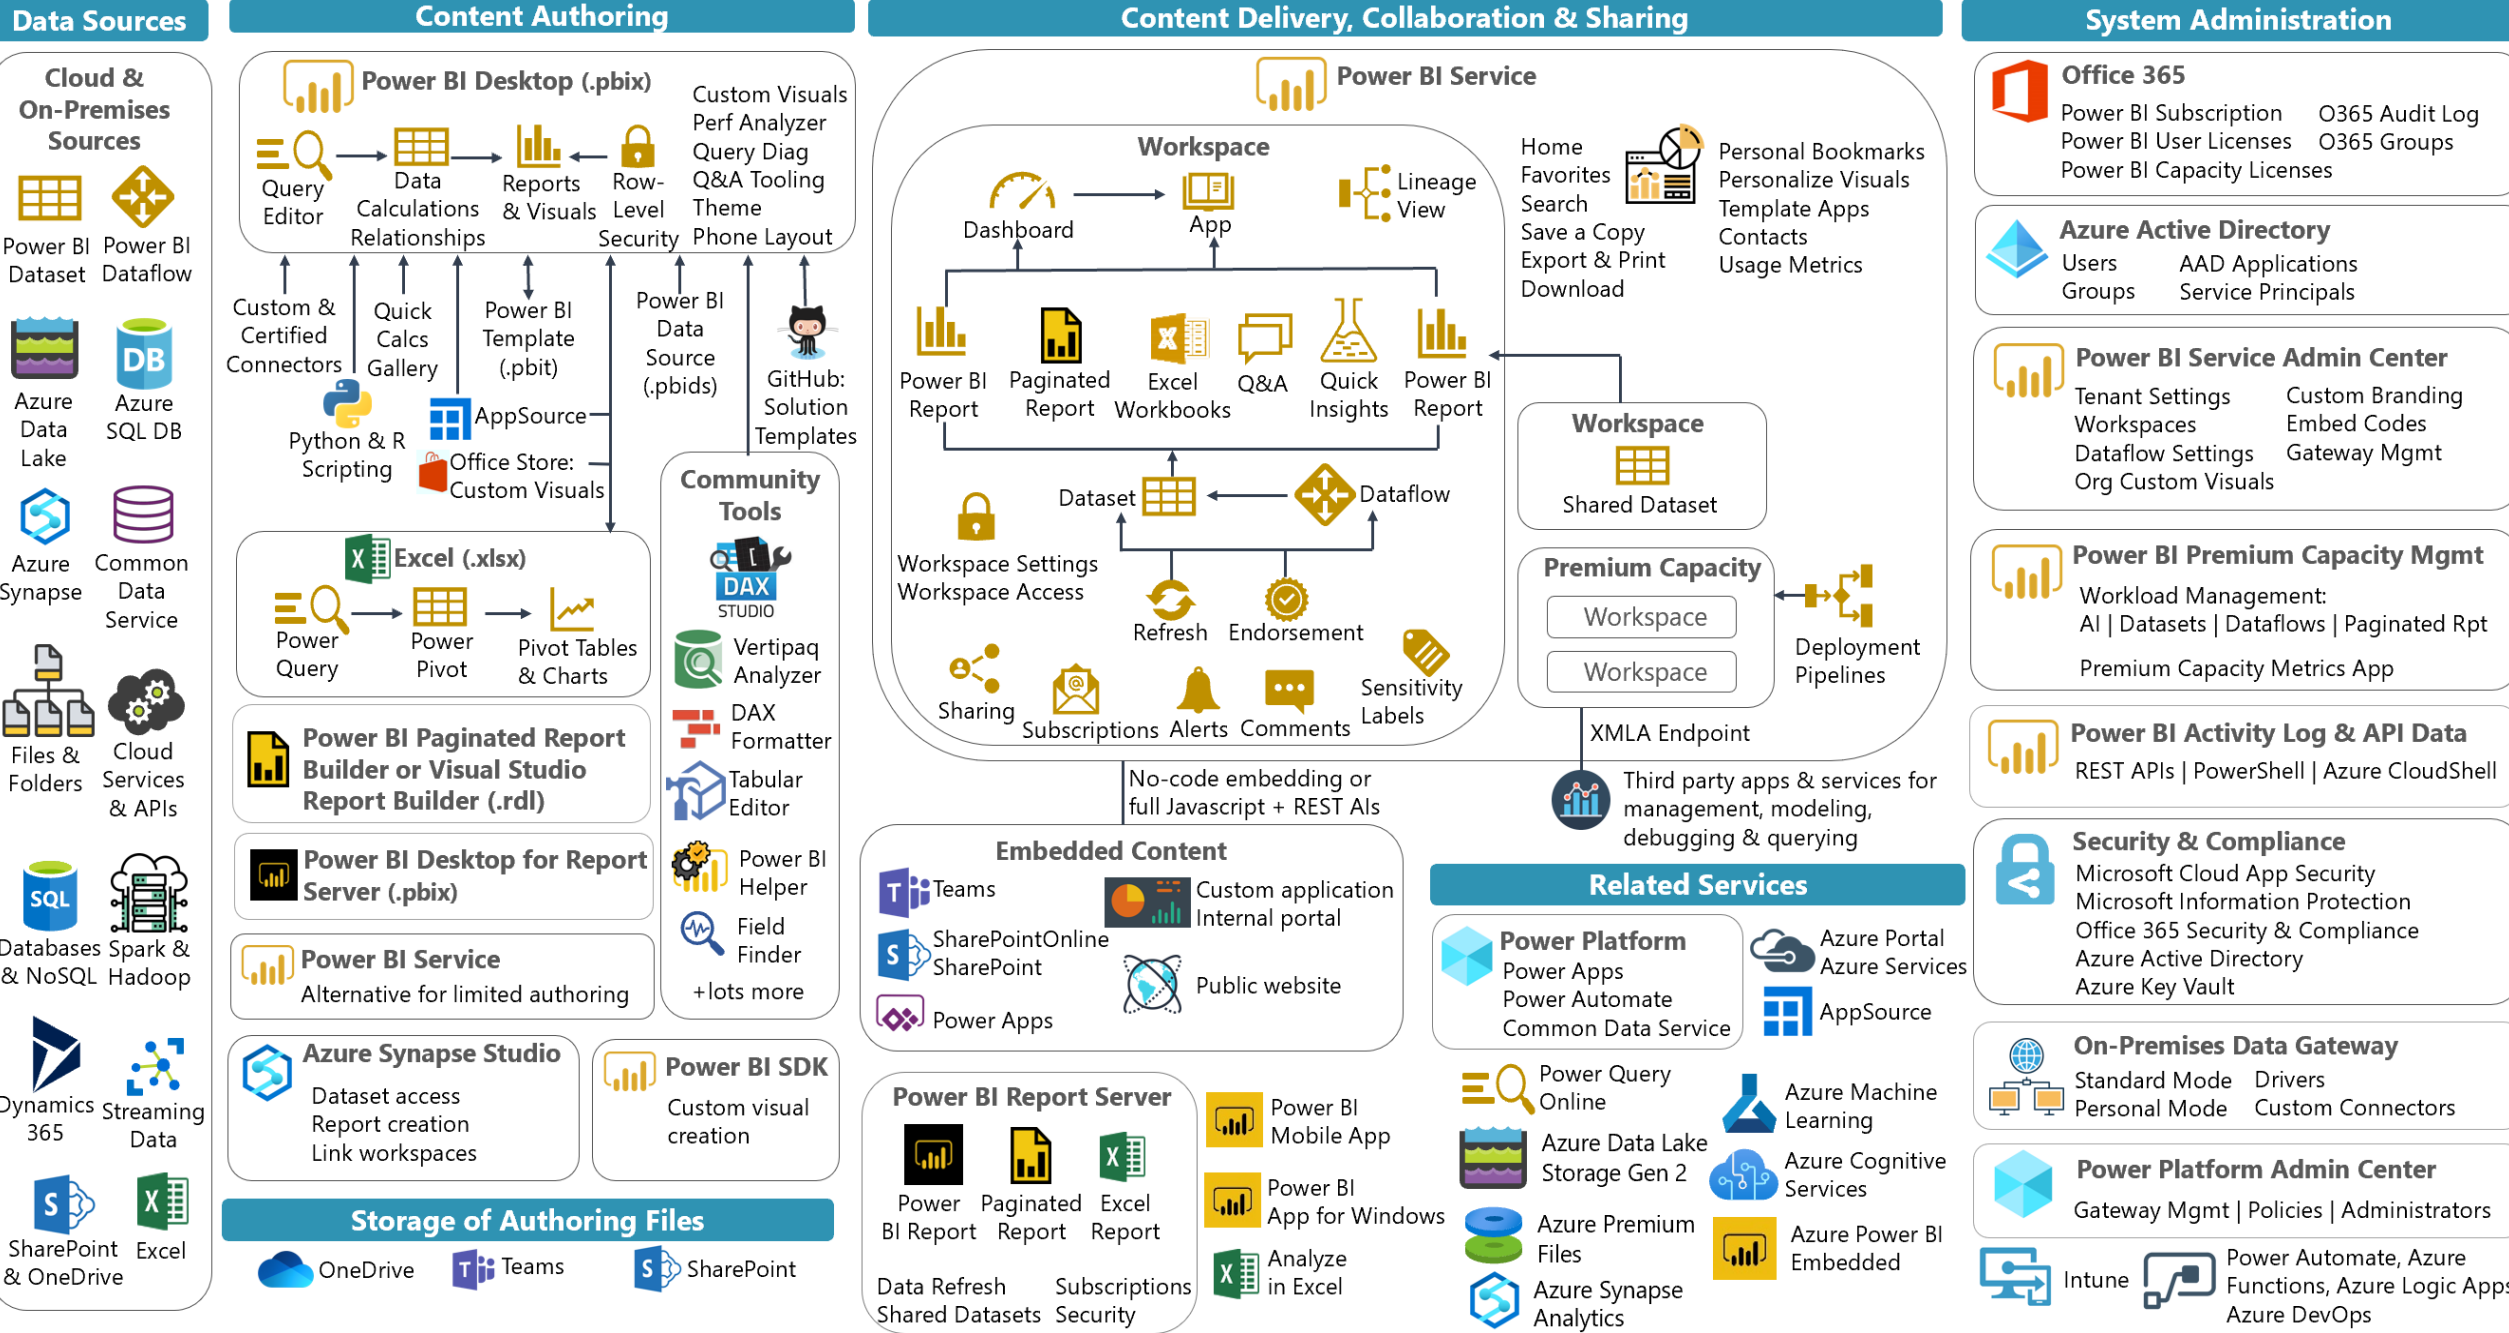 Data Sources
Cloud &
On-Premises
Sources
Power BI
Dataset
Power BI
Dataflow
Azure
Data
Lake
DB
Azure
SQL DB
Azure
Synapse
Common
Data
Service
Files &
Folders
Cloud
Services
& APIs
SQL
Databases
& NoSQL
Spark &
Hadoop
Dynamics
365
Streaming
Data
S
SharePoint
& OneDrive
X
Excel
Content Authoring
Power BI Desktop (.pbix)
Query
Editor
Data
Calculations
Relationships
Reports
& Visuals
Row-
Level
Security
Custom Visuals
Perf Analyzer
Query Diag
Q&A Tooling
Theme
Phone Layout
Custom &
Certified
Connectors
Python & R
Scripting
Quick
Calcs
Gallery
AppSource
Office Store:
Custom Visuals
Power BI
Template
(.pbit)
Power BI
Data
Source
(.pbids)
GitHub:
Solution
Templates
X
Excel (.xlsx)
Power
Query
Power
Pivot
Pivot Tables
& Charts
Power BI Paginated Report
Builder or Visual Studio
Report Builder (.rdl)
Power BI Desktop for Report
Server (.pbix)
Power BI Service
Alternative for limited authoring
Azure Synapse Studio
Dataset access
Report creation
Link workspaces
Power BI SDK
Custom visual
creation
Community
Tools
DAX
STUDIO
Vertipaq
Analyzer
DAX
Formatter
Tabular
Editor
Power BI
Helper
Field
Finder
+lots more
Storage of Authoring Files
OneDrive
T
Teams
S
SharePoint
Content Delivery, Collaboration & Sharing
Power BI Service
Workspace
Dashboard
App
Lineage
View
Power BI
Report
Paginated
Report
X
Excel
Workbooks
Q&A
Quick
Insights
Power BI
Report
Dataset
Dataflow
Workspace Settings
Workspace Access
Refresh
Endorsement
Sharing
@
Subscriptions
Alerts
Comments
Sensitivity
Labels
Home
Favorites
Search
Save a Copy
Export & Print
Download
Personal Bookmarks
Personalize Visuals
Template Apps
Contacts
Usage Metrics
Workspace
Shared Dataset
Premium Capacity
Workspace
Workspace
Deployment
Pipelines
XMLA Endpoint
Third party apps & services for
management, modeling,
debugging & querying
No-code embedding or
full Javascript + REST AIs
Embedded Content
T
Teams
S
SharePointOnline
SharePoint
Power Apps
Custom application
Internal portal
Public website
Power BI Report Server
Power
BI Report
Paginated
Report
X
Excel
Report
Data Refresh
Shared Datasets
Subscriptions
Security
Power BI
Mobile App
Power BI
App for Windows
X
Analyze
in Excel
Related Services
Power Platform
Power Apps
Power Automate
Common Data Service
Azure Portal
Azure Services
AppSource
Power Query
Online
Azure Machine
Learning
Azure Data Lake
Storage Gen 2
Azure Cognitive
Services
Azure Premium
Files
Azure Power BI
Embedded
Azure Synapse
Analytics
System Administration
Office 365
Power BI Subscription
Power BI User Licenses
Power BI Capacity Licenses
O365 Audit Log
O365 Groups
Azure Active Directory
Users
Groups
AAD Applications
Service Principals
Power BI Service Admin Center
Tenant Settings
Workspaces
Dataflow Settings
Org Custom Visuals
Custom Branding
Embed Codes
Gateway Mgmt
Power BI Premium Capacity Mgmt
Workload Management:
AI | Datasets | Dataflows | Paginated Rpt
Premium Capacity Metrics App
Power BI Activity Log & API Data
REST APIs | PowerShell | Azure CloudShell
Security & Compliance
Microsoft Cloud App Security
Microsoft Information Protection
Office 365 Security & Compliance
Azure Active Directory
Azure Key Vault
On-Premises Data Gateway
Standard Mode
Personal Mode
Drivers
Custom Connectors
Power Platform Admin Center
Gateway Mgmt | Policies | Administrators
Intune
Power Automate, Azure
Functions, Azure Logic Apps
Azure DevOps